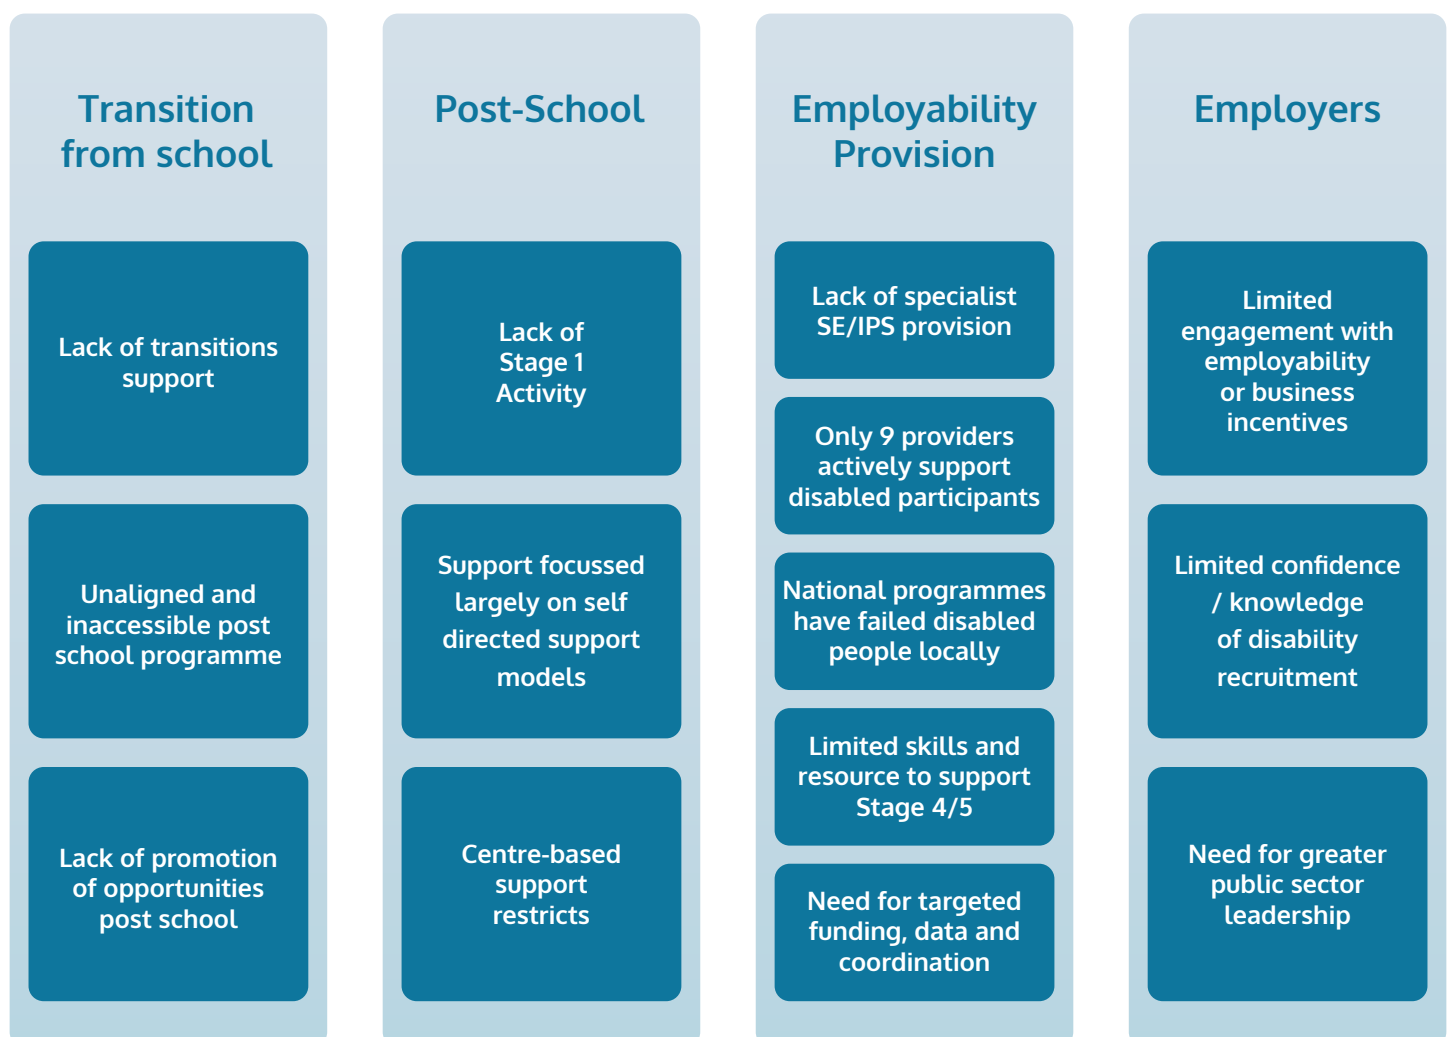 Transition
from school
Lack of transitions
support
Unaligned and
inaccessible post
school programme
Lack of promotion
of opportunities
post school
Post-School
Lack of
Stage 1
Activity
Support focussed
largely on self
directed support
models
Centre-based
support
restricts
Employability
Provision
Lack of specialist
SE/IPS provision
Only 9 providers
actively support
disabled participants
National programmes
have failed disabled
people locally
Limited skills and
resource to support
Stage 4/5
Need for targeted
funding, data and
coordination
Employers
Limited
engagement with
employability
or business
incentives
Limited confidence
/ knowledge
of disability
recruitment
Need for greater
public sector
leadership